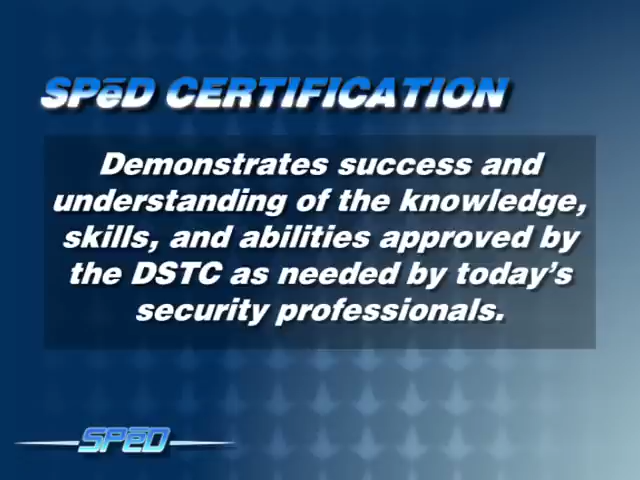 SPēD CERTIFICATION
Demonstrates success and
understanding of the knowledge,
skills, and abilities approved by
the DSTC as needed by today's
security professionals.
SPēD